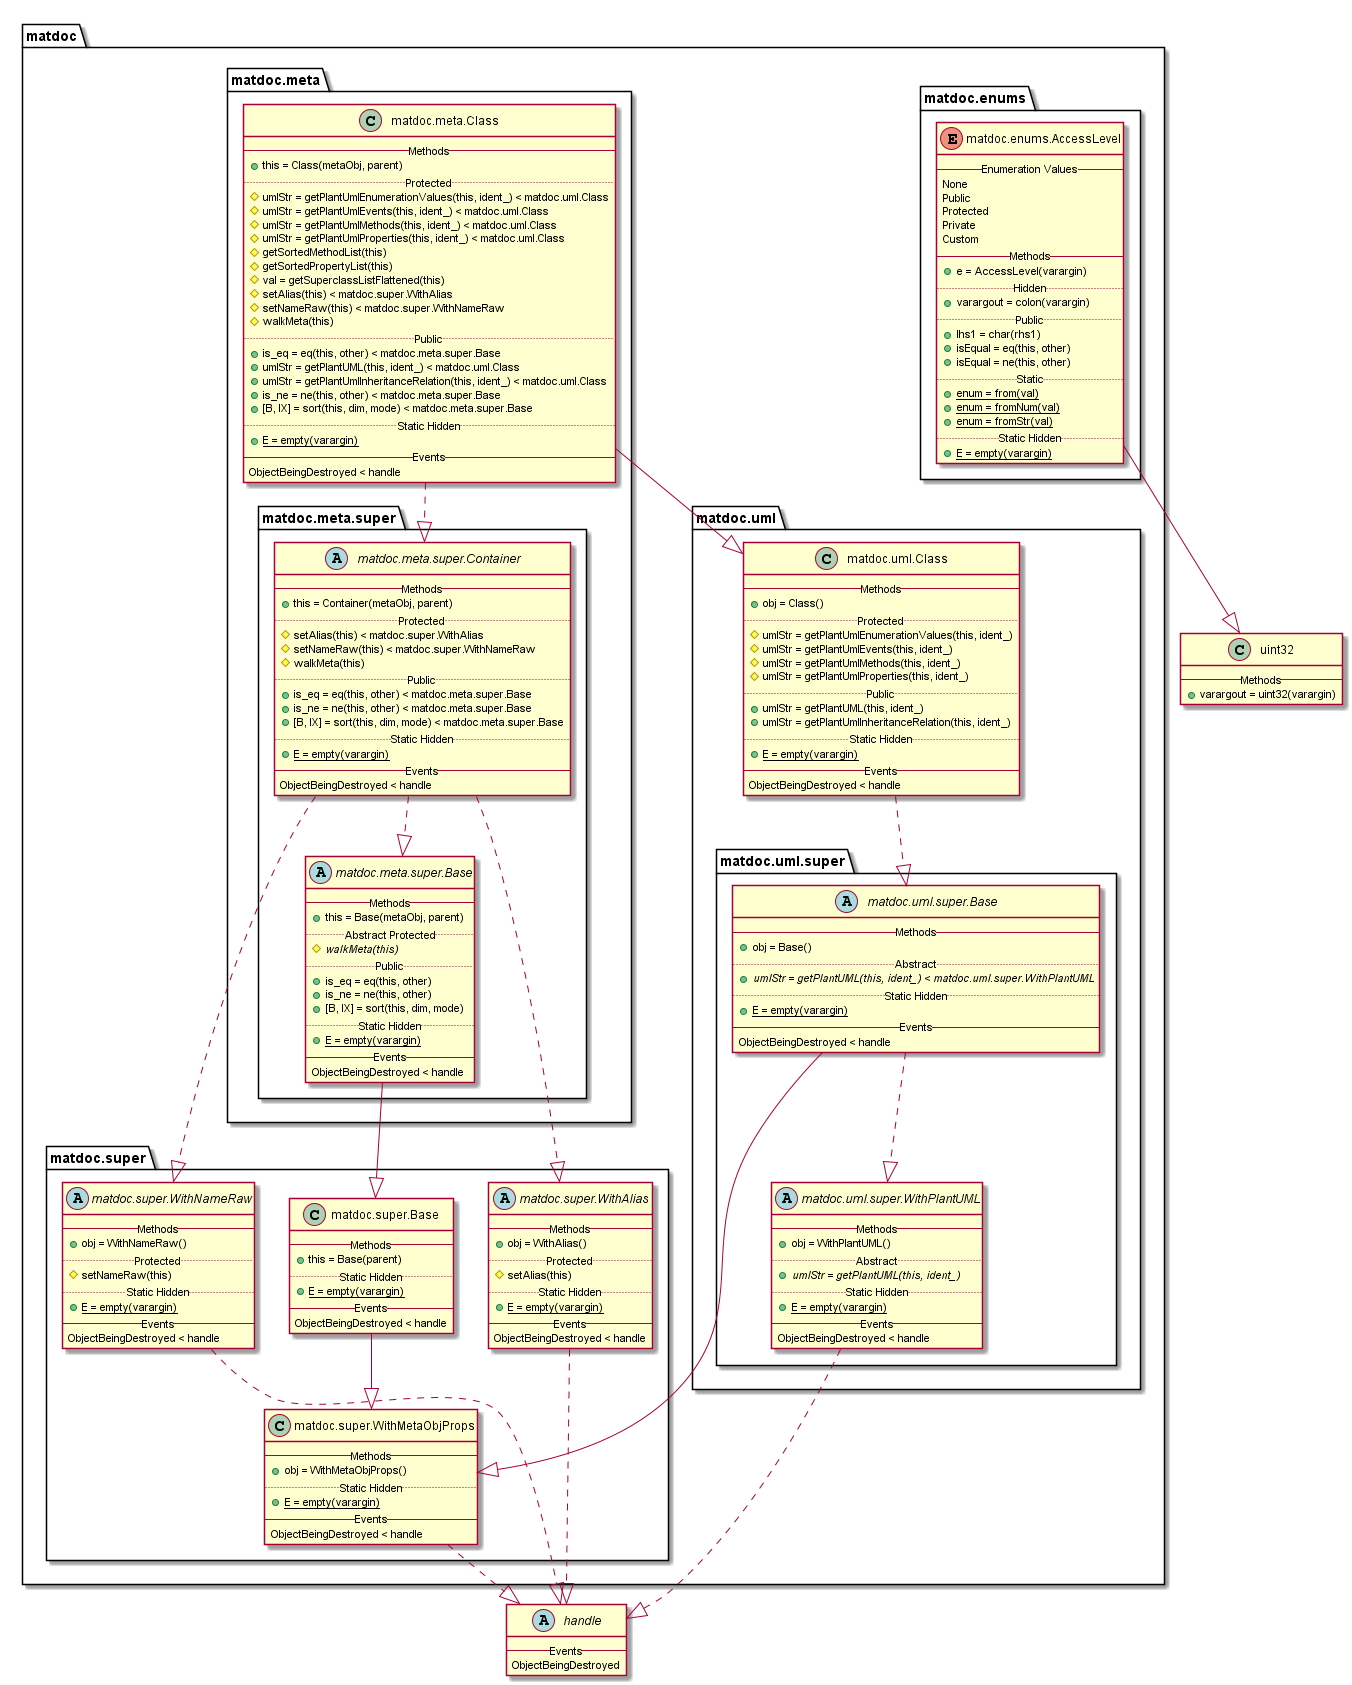 matdoc
matdoc.meta
matdoc.meta.Class
Methods
this = Class(metaObj, parent)
Protected
umlStr = getPlantUmlEnumerationValues(this, ident_) < matdoc.uml.Class
umlStr = getPlantUmlEvents(this, ident_) < matdoc.uml.Class
umlStr = getPlantUmlMethods(this, ident_) < matdoc.uml.Class
umlStr = getPlantUmlProperties(this, ident_) < matdoc.uml.Class
getSortedMethodList(this)
getSortedPropertyList(this)
val = getSuperclassListFlattened(this)
setAlias(this) < matdoc.super.WithAlias
setNameRaw(this) < matdoc.super.WithNameRaw
walkMeta(this)
Public
is_eq = eq(this, other) < matdoc.meta.super.Base
umlStr = getPlantUML(this, ident_) < matdoc.uml.Class
umlStr = getPlantUmlInheritanceRelation(this, ident_) < matdoc.uml.Class
is_ne = ne(this, other) < matdoc.meta.super.Base
[B, IX] = sort(this, dim, mode) < matdoc.meta.super.Base
Static Hidden
E = empty(varargin)
Events
ObjectBeingDestroyed < handle
matdoc.enums
matdoc.enums.AccessLevel
Enumeration Values
None
Public
Protected
Private
Custom
Methods
e = AccessLevel(varargin)
Hidden
varargout = colon(varargin)
Public
lhs1 = char(rhs1)
isEqual = eq(this, other)
isEqual = ne(this, other)
Static
enum = from(val)
enum = fromNum(val)
enum = fromStr(val)
Static Hidden
E = empty(varargin)
matdoc.meta.super
matdoc.meta.super.Container
Methods
this = Container(metaObj, parent)
Protected
setAlias(this) < matdoc.super.WithAlias
setNameRaw(this) < matdoc.super.WithNameRaw
walkMeta(this)
Public
is_eq = eq(this, other) < matdoc.meta.super.Base
is_ne = ne(this, other) < matdoc.meta.super.Base
[B, IX] = sort(this, dim, mode) < matdoc.meta.super.Base
Static Hidden
E = empty(varargin)
Events
ObjectBeingDestroyed < handle
matdoc.uml
matdoc.uml.Class
Methods
obj = Class()
Protected
umlStr = getPlantUmlEnumerationValues(this, ident_)
umlStr = getPlantUmlEvents(this, ident_)
umlStr = getPlantUmlMethods(this, ident_)
umlStr = getPlantUmlProperties(this, ident_)
Public
umlStr = getPlantUML(this, ident_)
umlStr = getPlantUmlInheritanceRelation(this, ident_)
Static Hidden
E = empty(varargin)
Events
ObjectBeingDestroyed < handle
uint32
Methods
varargout = uint32(varargin)
matdoc.meta.super.Base
Methods
this = Base(metaObj, parent)
Abstract Protected
walkMeta(this)
Public
is_eq = eq(this, other)
is_ne = ne(this, other)
[B, IX] = sort(this, dim, mode)
Static Hidden
E = empty(varargin)
Events
ObjectBeingDestroyed < handle
matdoc.uml.super
matdoc.uml.super.Base
Methods
obj = Base()
Abstract
umlStr = getPlantUML(this, ident_) < matdoc.uml.super.WithPlantUML
Static Hidden
E = empty(varargin)
Events
ObjectBeingDestroyed < handle
matdoc.super
matdoc.super.WithNameRaw
Methods
obj = WithNameRaw()
Protected
setNameRaw(this)
Static Hidden
E = empty(varargin)
Events
ObjectBeingDestroyed < handle
matdoc.super.Base
Methods
this = Base(parent)
Static Hidden
E = empty(varargin)
Events
ObjectBeingDestroyed < handle
matdoc.super.WithAlias
Methods
obj = WithAlias()
Protected
setAlias(this)
Static Hidden
E = empty(varargin)
Events
ObjectBeingDestroyed < handle
matdoc.uml.super.WithPlantUML
Methods
obj = WithPlantUML()
Abstract
umlStr = getPlantUML(this, ident_)
Static Hidden
E = empty(varargin)
Events
ObjectBeingDestroyed < handle
matdoc.super.WithMetaObjProps
Methods
obj = WithMetaObjProps()
Static Hidden
E = empty(varargin)
Events
ObjectBeingDestroyed < handle
handle
Events
ObjectBeingDestroyed